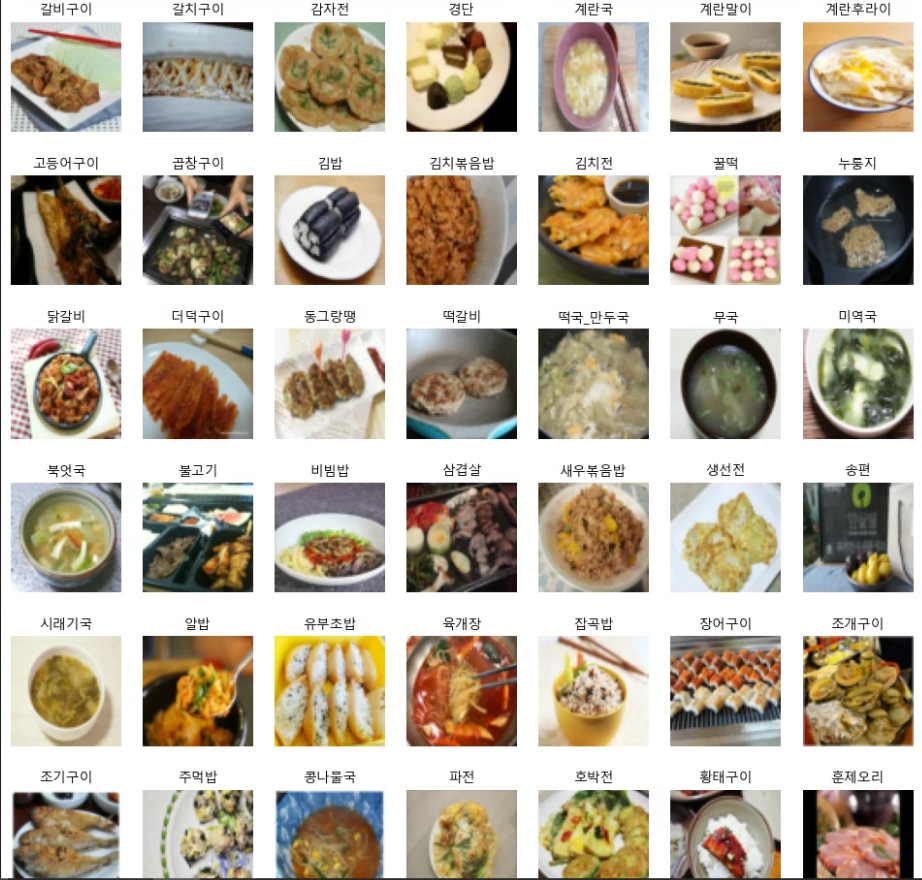 갈비구이 갈치구이 감자전 경단 계란국 계란말이 계란후라이
고등어구이 곱창구이 김밥 김치볶음밥 김치전 꿀떡 누룽지
닭갈비 더덕구이 동그랑땡 떡갈비 떡국_만두국 무국 미역국
북엇국 불고기 비빔밥 삼겹살 새우볶음밥 생선전 송편
시래기국 알밥 유부초밥 육개장 잡곡밥 장어구이 조개구이
조기구이 주먹밥 콩나물국 파전 호박전 황태구이 훈제오리